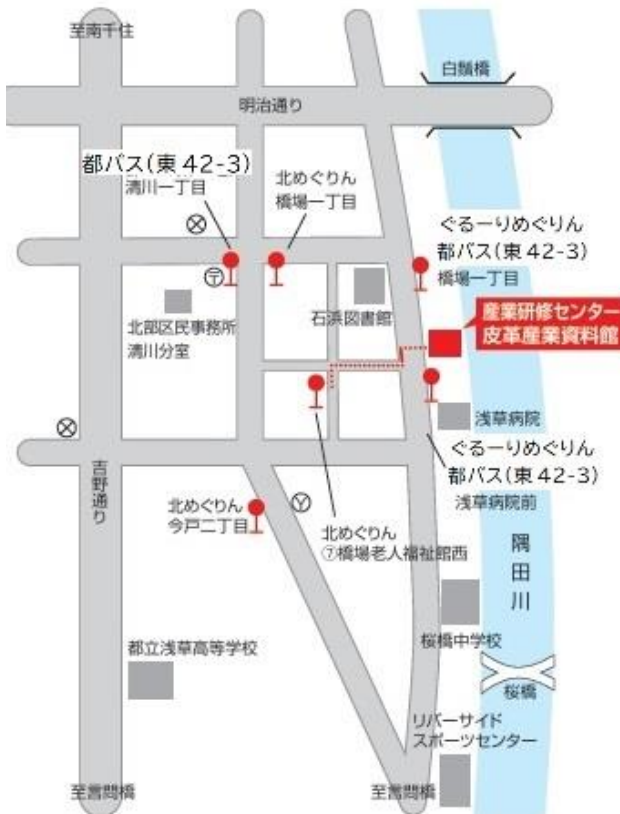 至南千住
白鬚橋
明治通り
都バス(東42-3)
清川一丁目
北めぐりん
橋場一丁目
ぐるーりめぐりん
都バス(東42-3)
橋場一丁目
〒
北部区民事務所
清川分室
石浜図書館
産業研修センター
皮革産業資料館
浅草病院
ぐるーりめぐりん
都バス(東42-3)
浅草病院前
吉野通り
北めぐりん
今戸二丁目
Y
北めぐりん
⑦橋場老人福祉館西
隅田川
都立浅草高等学校
桜橋中学校
桜橋
リバーサイド
スポーツセンター
至言問橋
至言問橋